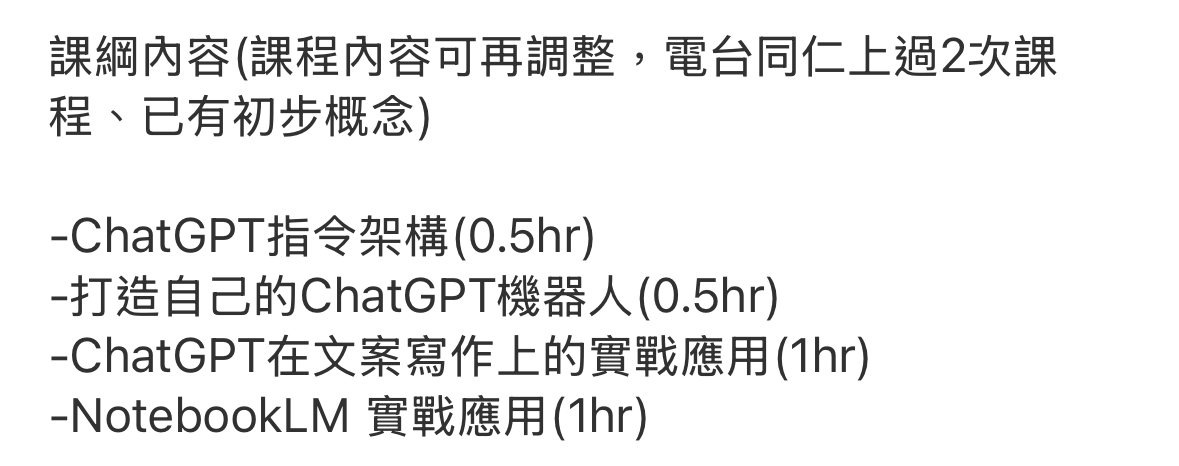 課綱內容(課程內容可再調整，電台同仁上過2次課
程、已有初步概念)
-ChatGPT指令架構(0.5hr)
-打造自己的ChatGPT機器人(0.5hr)
-ChatGPT在文案寫作上的實戰應用(1hr)
-NotebookLM 實戰應用(1hr)